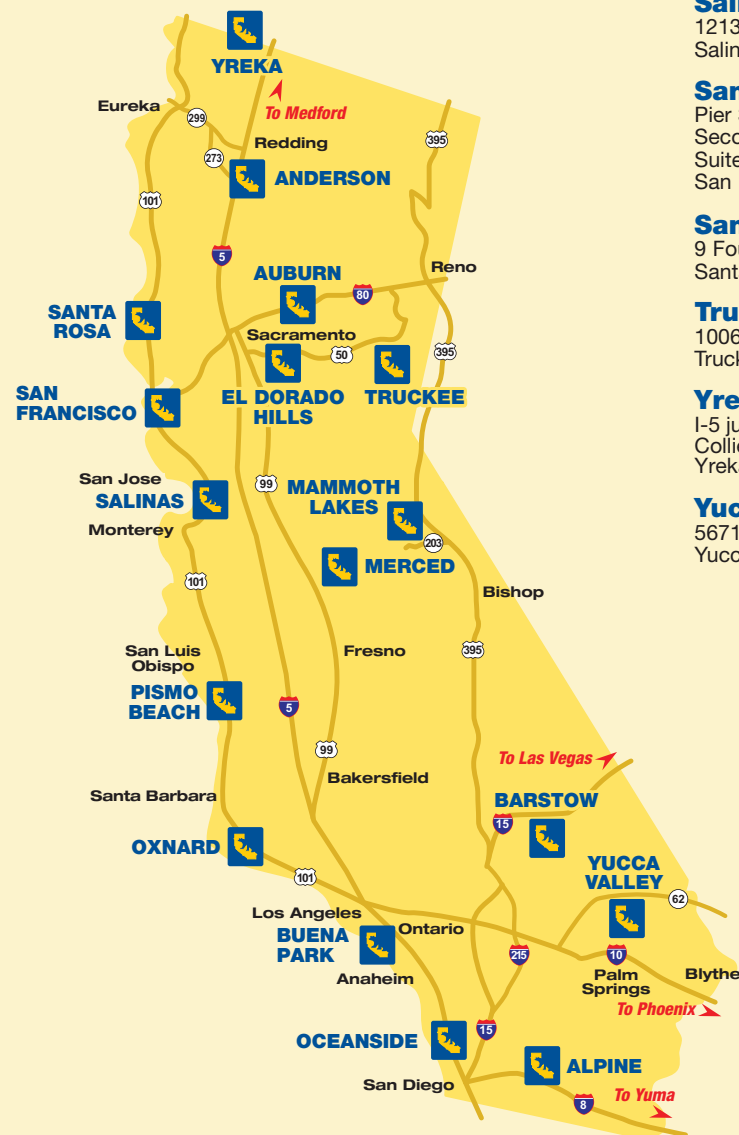 YREKA
To Medford
Eureka
299
Redding
273
395
ANDERSON
101
5
AUBURN
Reno
80
SANTA
ROSA
Sacramento
50
395
EL DORADO
HILLS
TRUCKEE
SAN
FRANCISCO
San Jose
SALINAS
99
MAMMOTH
LAKES
Monterey
203
MERCED
101
Bishop
San Luis
Obispo
Fresno
395
PISMO
BEACH
5
99
To Las Vegas
Bakersfield
Santa Barbara
BARSTOW
15
OXNARD
YUCCA
VALLEY
101
62
Los Angeles
BUENA
PARK
Ontario
215
10
Anaheim
Palm
Springs
Blythe
To Phoenix
15
OCEANSIDE
ALPINE
San Diego
To Yuma
8
1213
Salin
San
Pier
Seco
Suite
San
San
9 Fou
Sant
Tru
1006
Truck
Yre
I-5 ju
Collie
Yrek
Yuc
5671
Yucc